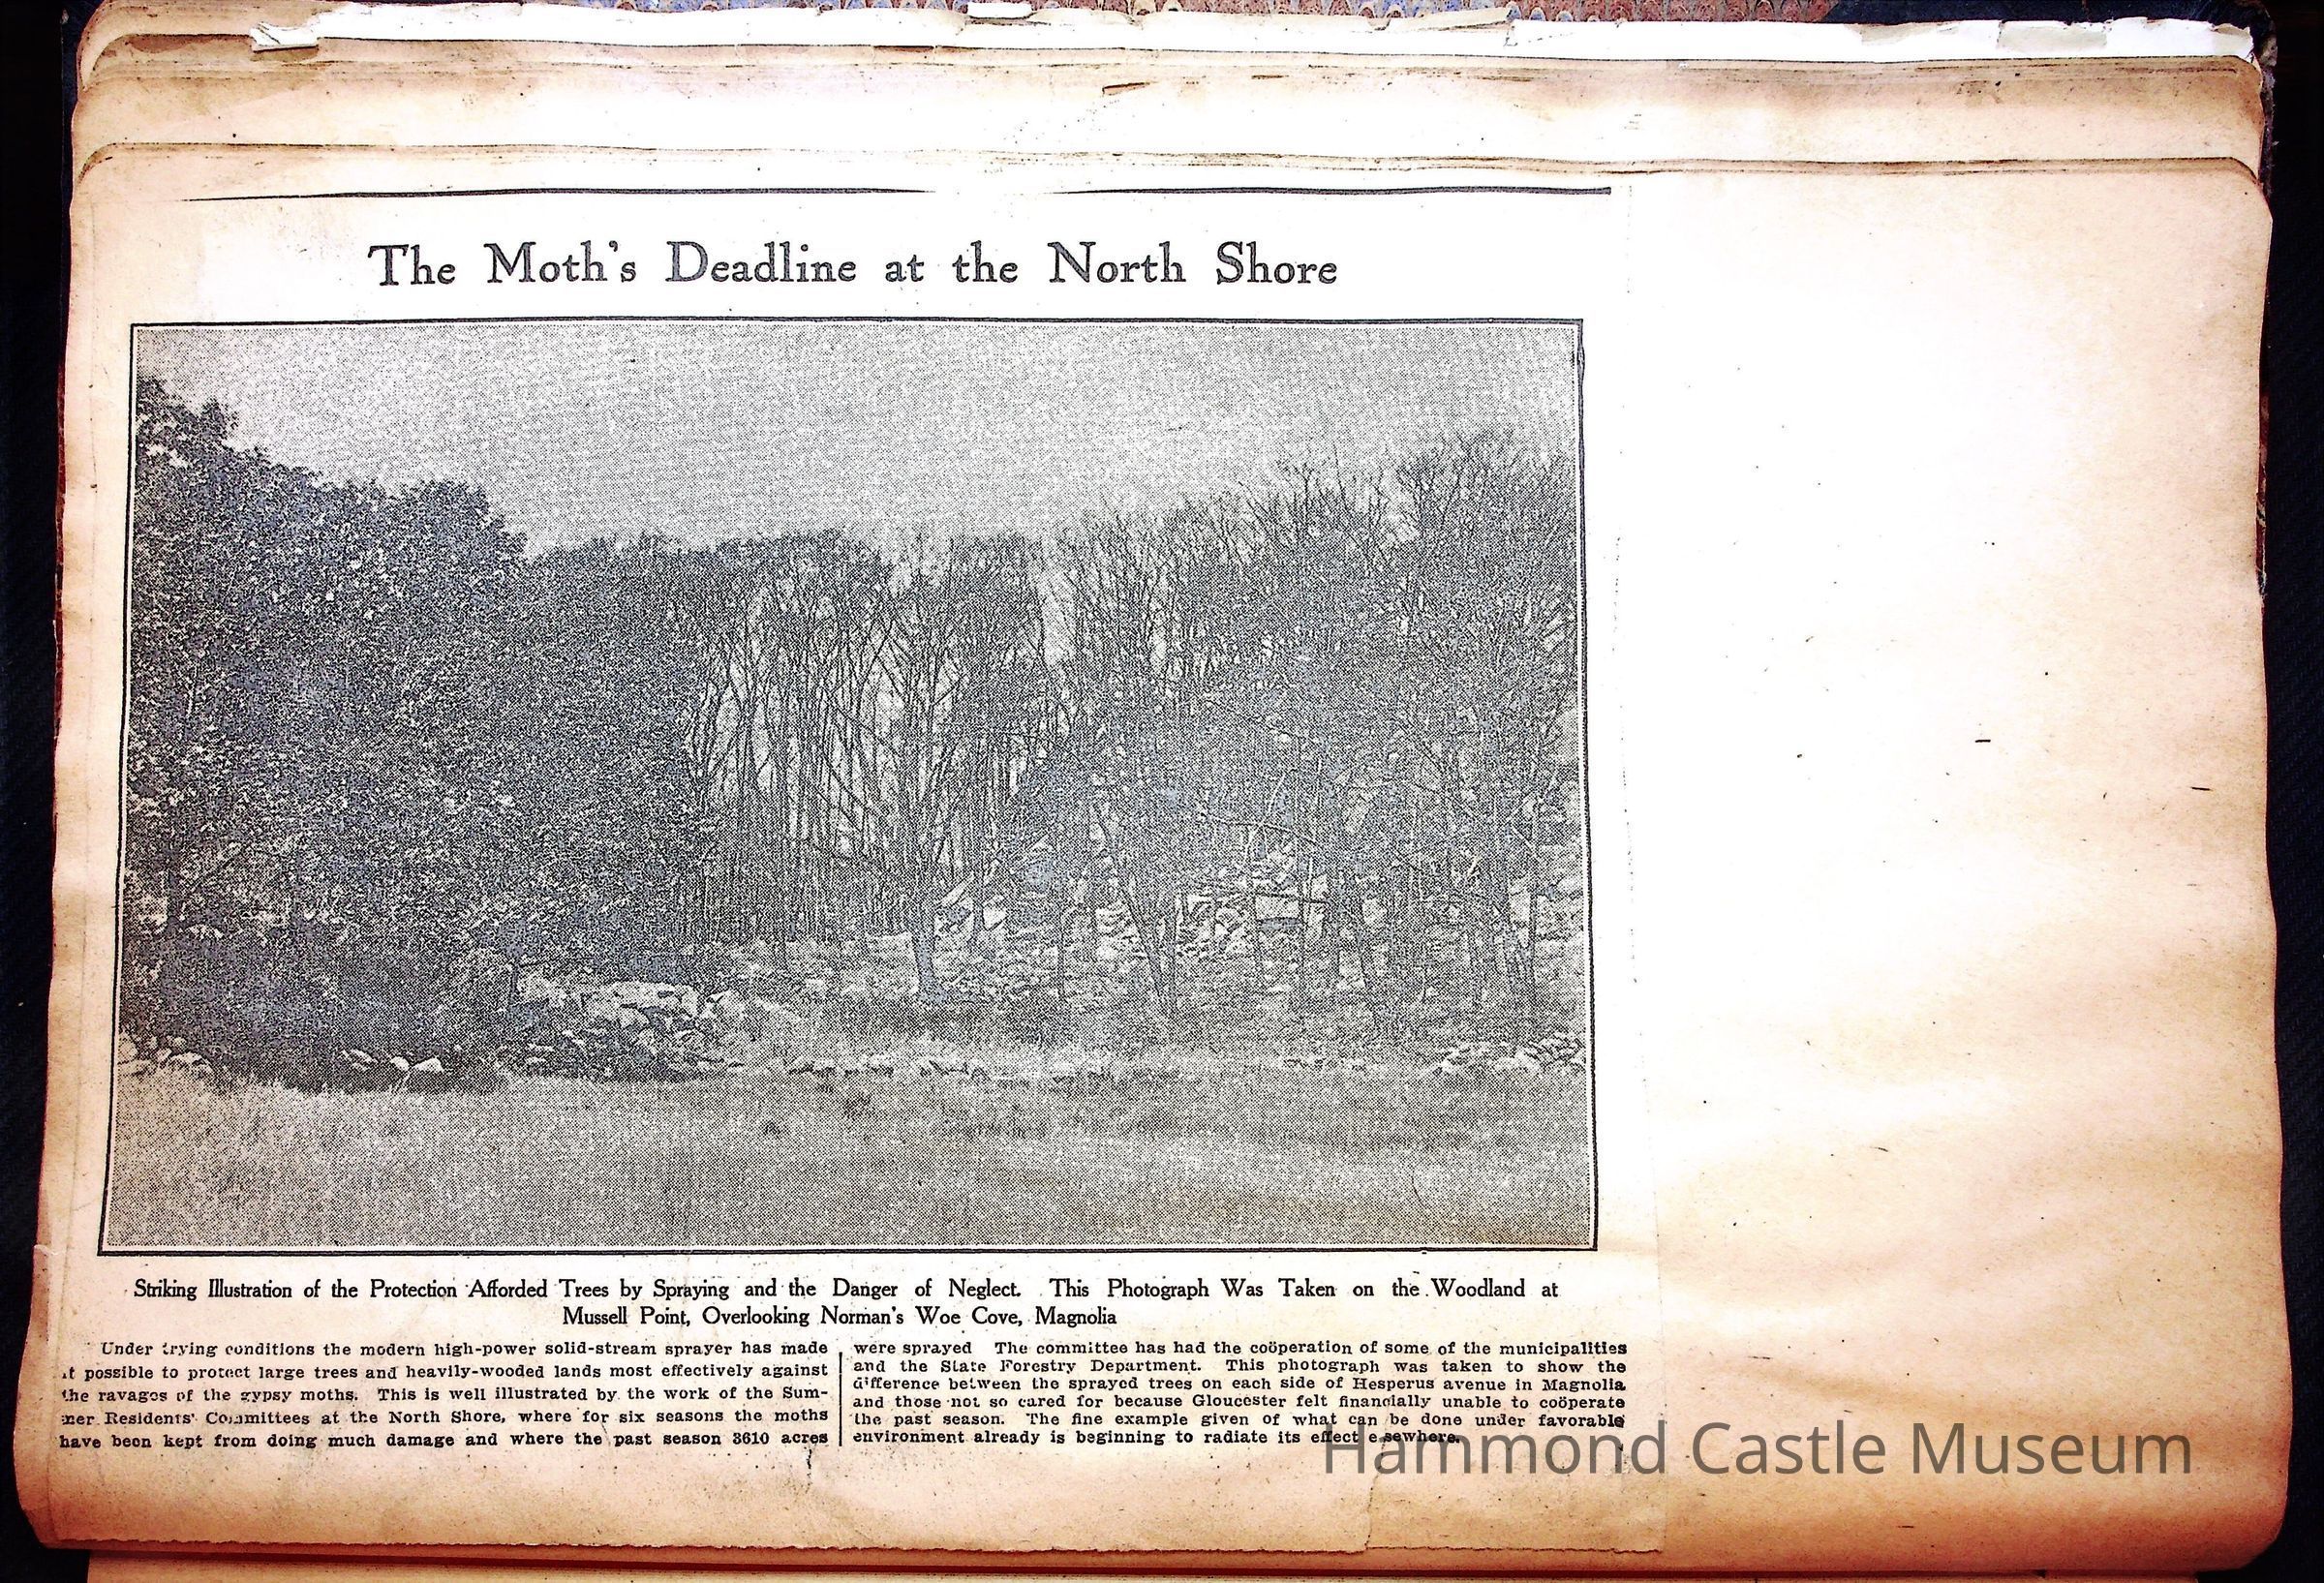 The Moth's Deadline at the North Shore
Striking Illustration of the Protection Afforded Trees by Spraying and the Danger of Neglect. This Photograph Was Taken on the Woodland at
Mussell Point, Overlooking Norman's Woe Cove, Magnolia
Under trying conditions the modern high-power solid-stream sprayer has made
it possible to protect large trees and heavily-wooded lands most effectively against
the ravages of the gypsy moths. This is well illustrated by the work of the Sum-
mer Residents' Committees at the North Shore, where for six seasons the moths
have been kept from doing much damage and where the past season 3610 acres
were sprayed The committee has had the coöperation of some of the municipalities
and the State Forestry Department. This photograph was taken to show the
difference between the sprayed trees on each side of Hesperus avenue in Magnolia
and those not so cared for because Gloucester felt financially unable to coöperate
the past season. The fine example given of what can be done under favorable
environment already is beginning to radiate its effect e sewhere.
Hammond Castle Museum